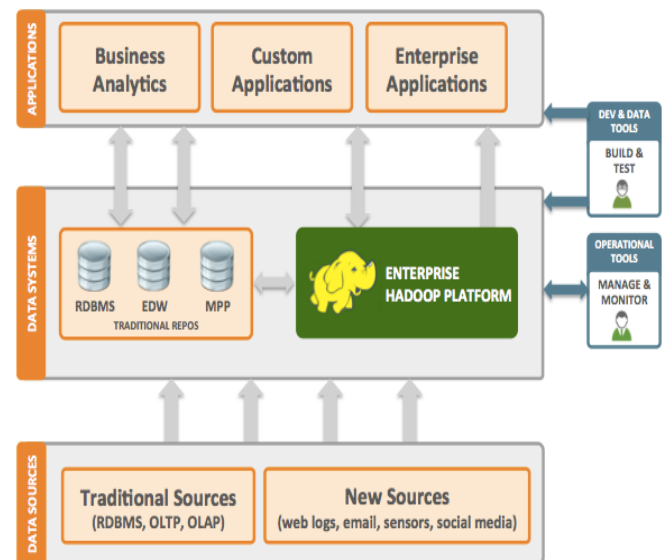 APPLICATIONS
Business
Analytics
Custom
Applications
Enterprise
Applications
DEV & DATA
TOOLS
BUILD &
TEST
DATA SYSTEMS
RDBMS
EDW
MPP
TRADITIONAL REPOS
ENTERPRISE
HADOOP PLATFORM
OPERATIONAL
TOOLS
MANAGE &
MONITOR
DATA SOURCES
Traditional Sources
(RDBMS, OLTP, OLAP)
New Sources
(web logs, email, sensors, social media)